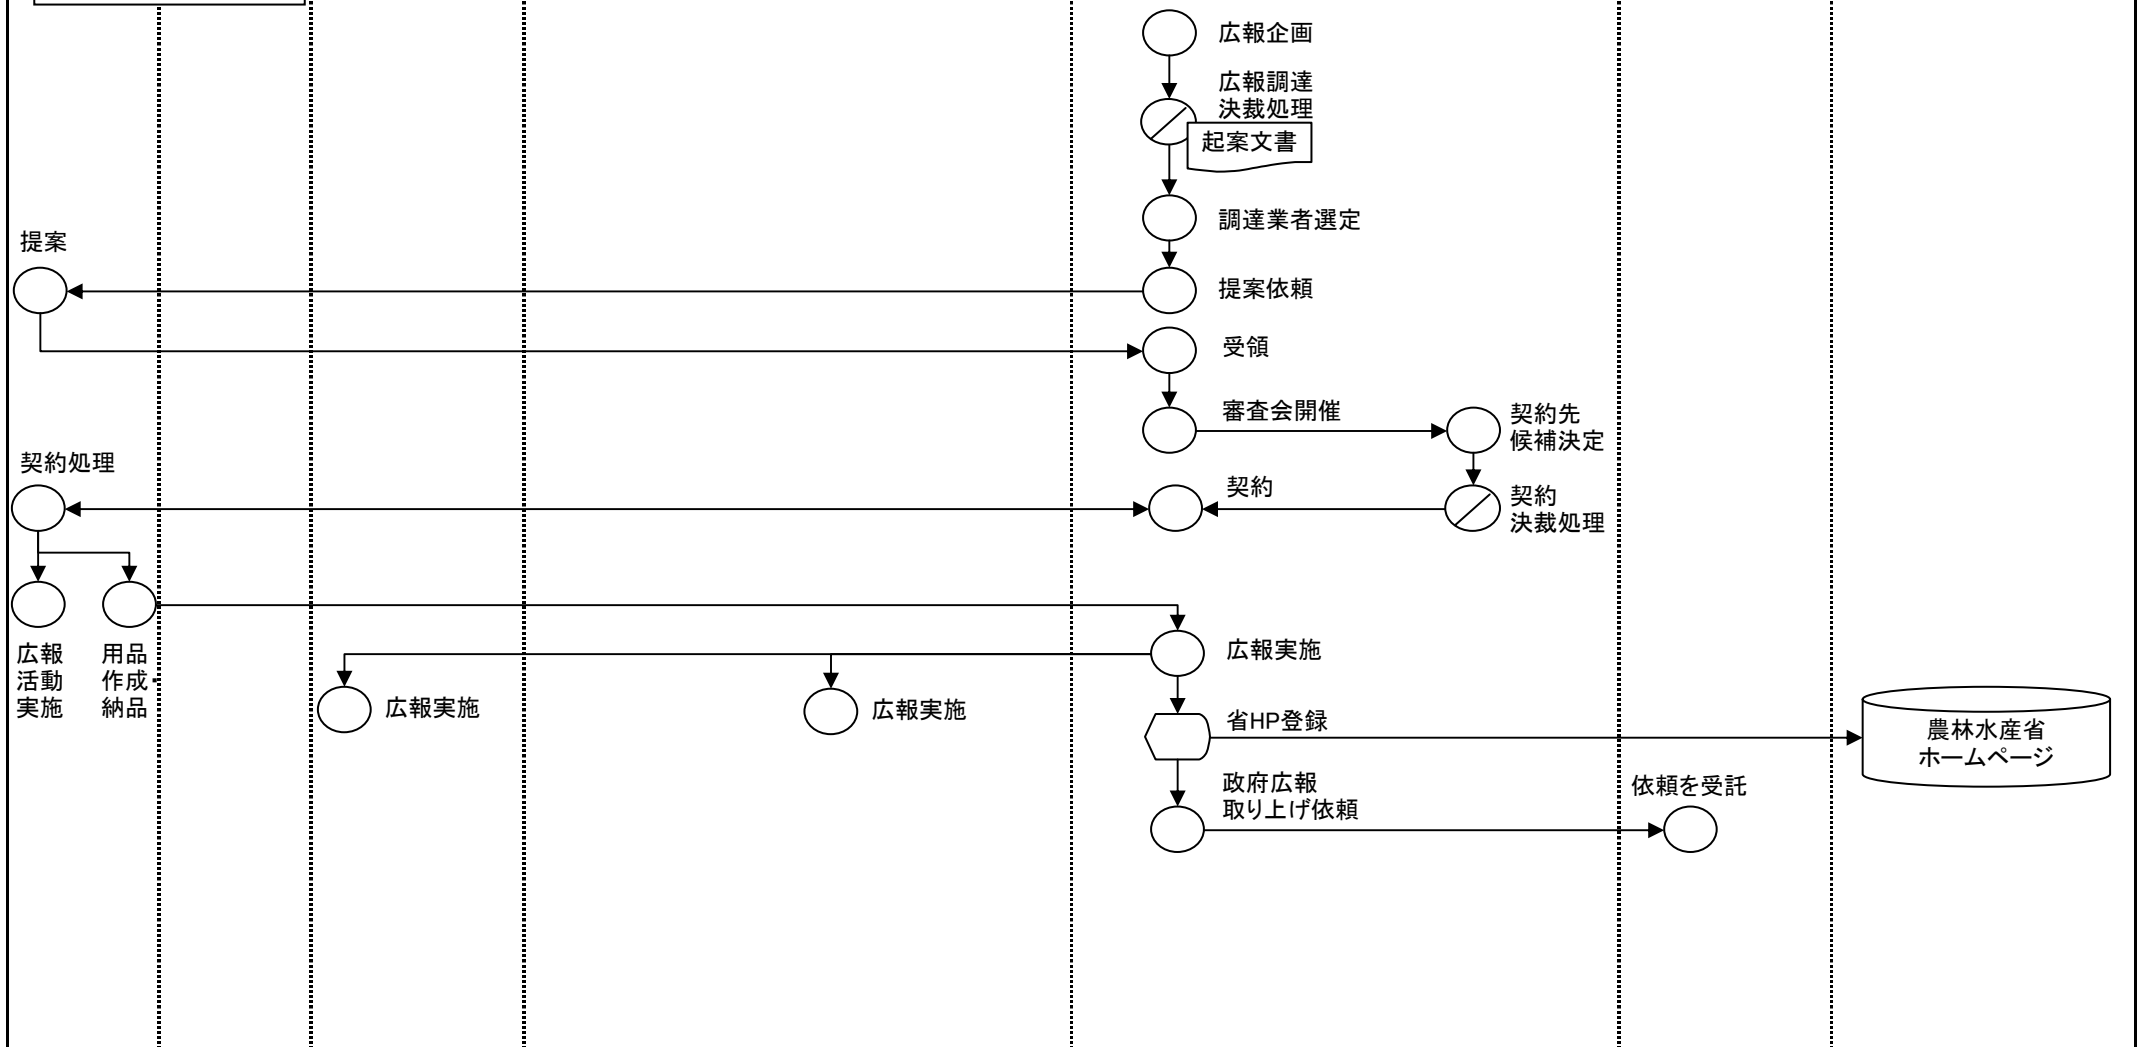 広報企画
広報調達
決裁処理
起案文書
調達業者選定
提案
提案依頼
受領
審査会開催
契約先
候補決定
契約処理
契約
契約
決裁処理
広報
活動
実施
用品
作成・
納品
広報実施
広報実施
広報実施
省HP登録
農林水産省
ホームページ
政府広報
取り上げ依頼
依頼を受託